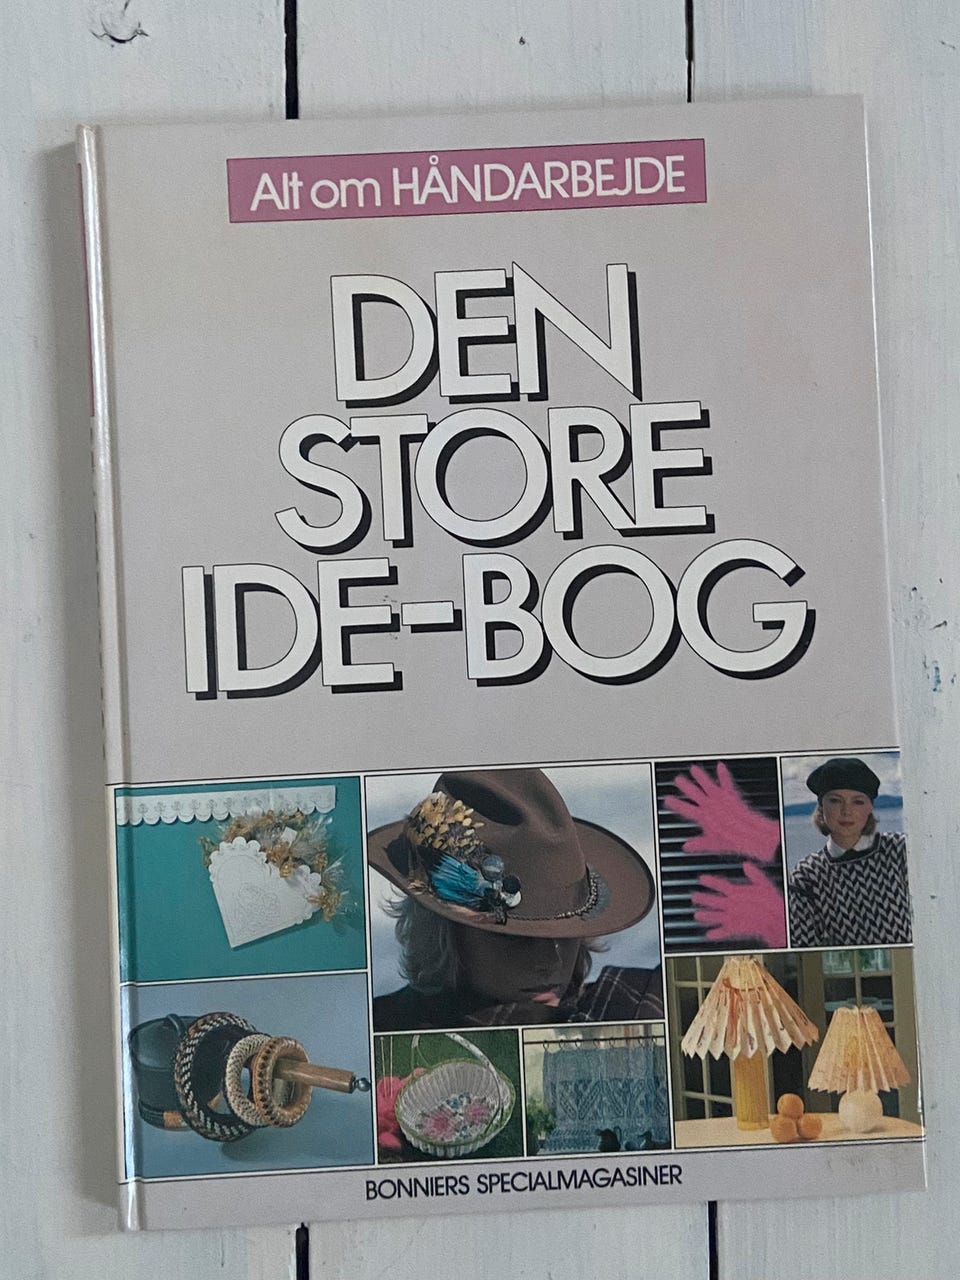 Alt om HÅNDARBEJDE
DEN
STORE
IDE-BOG
BONNIERS SPECIALMAGASINER